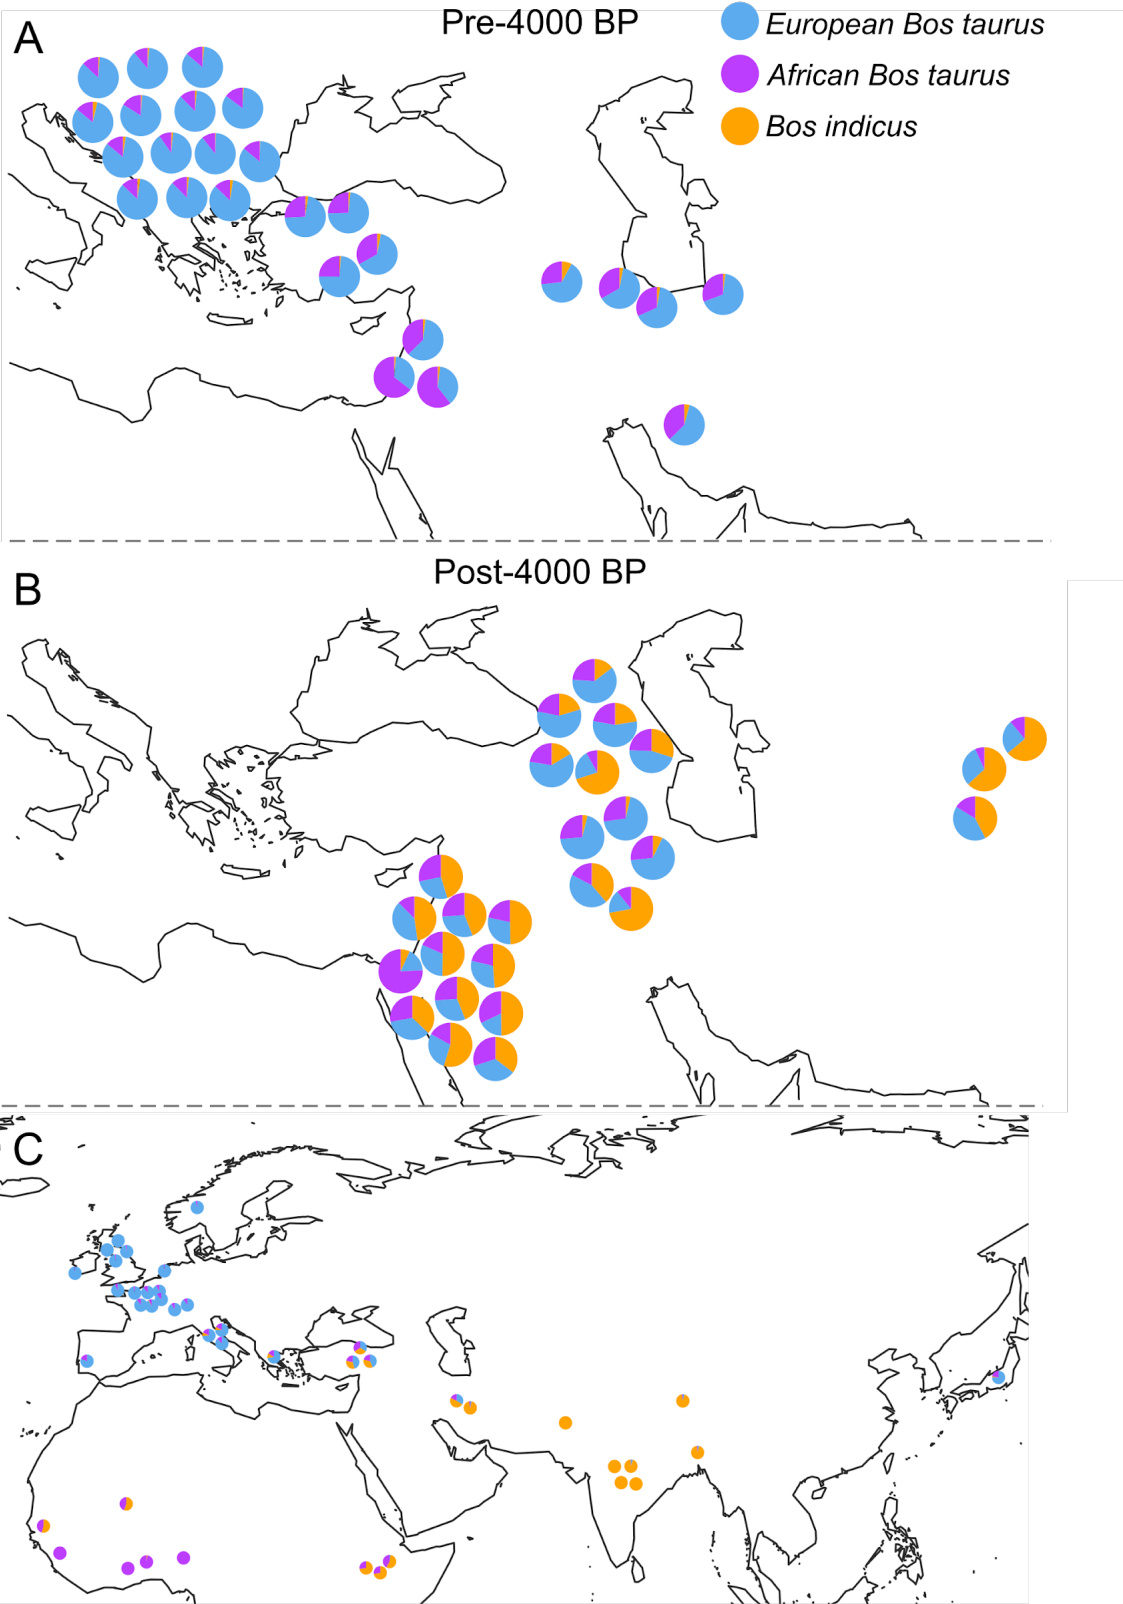 A
Pre-4000 BP
European Bos taurus
African Bos taurus
Bos indicus
B
Post-4000 BP
C